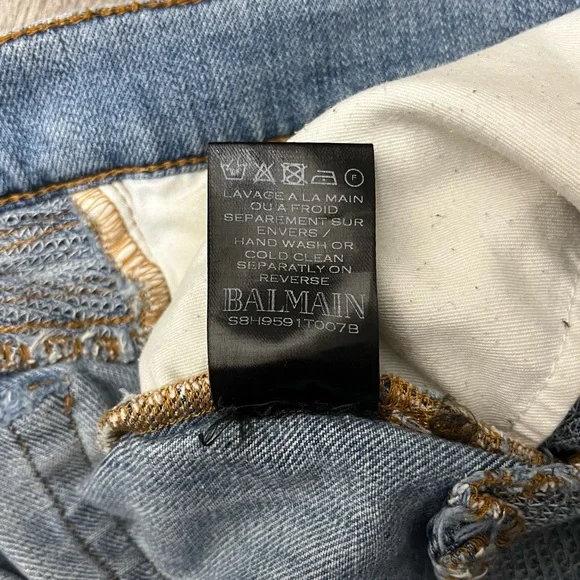 F
LAVAGE A LA MAIN
OU A FROID
SEPAREMENT SUR
ENVERS /
HAND WASH OR
COLD CLEAN
SEPARATLY ON
REVERSE
BALMAIN
S8H9591T007B